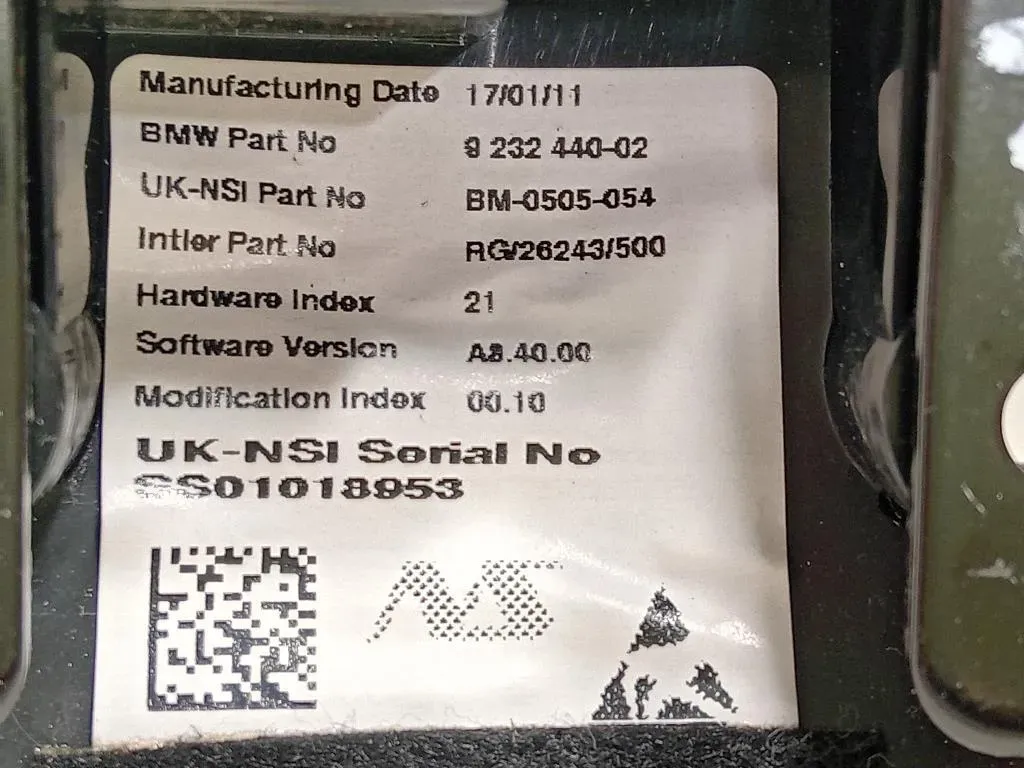 Manufacturing Date 17/01/11
BMW Part No 9 232 440-02
UK-NSI Part No BM-0505-054
Intier Part No RG/26243/500
Hardware Index 21
Software Version A8.40.00
Modification Index 00.10
UK-NSI Serial No
SS01018953
NS